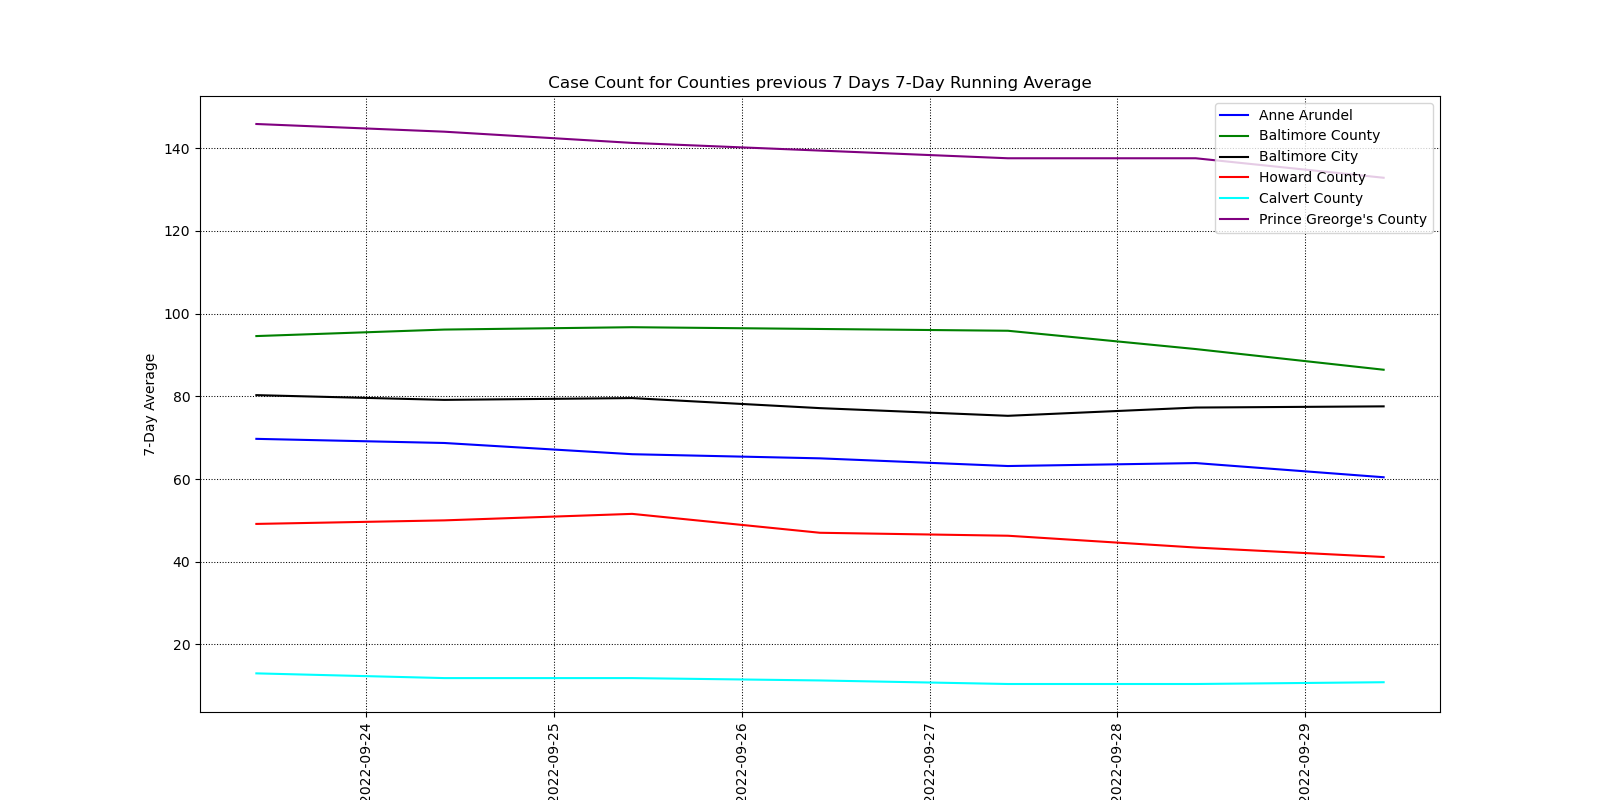 Case Count for Counties previous 7 Days 7-Day Running Average
Anne Arundel
Baltimore County
Baltimore City
Howard County
Calvert County
Prince Greorge's County
7-Day Average
140
120
100
80
60
40
20
2022-09-24
2022-09-25
2022-09-26
2022-09-27
2022-09-28
2022-09-29